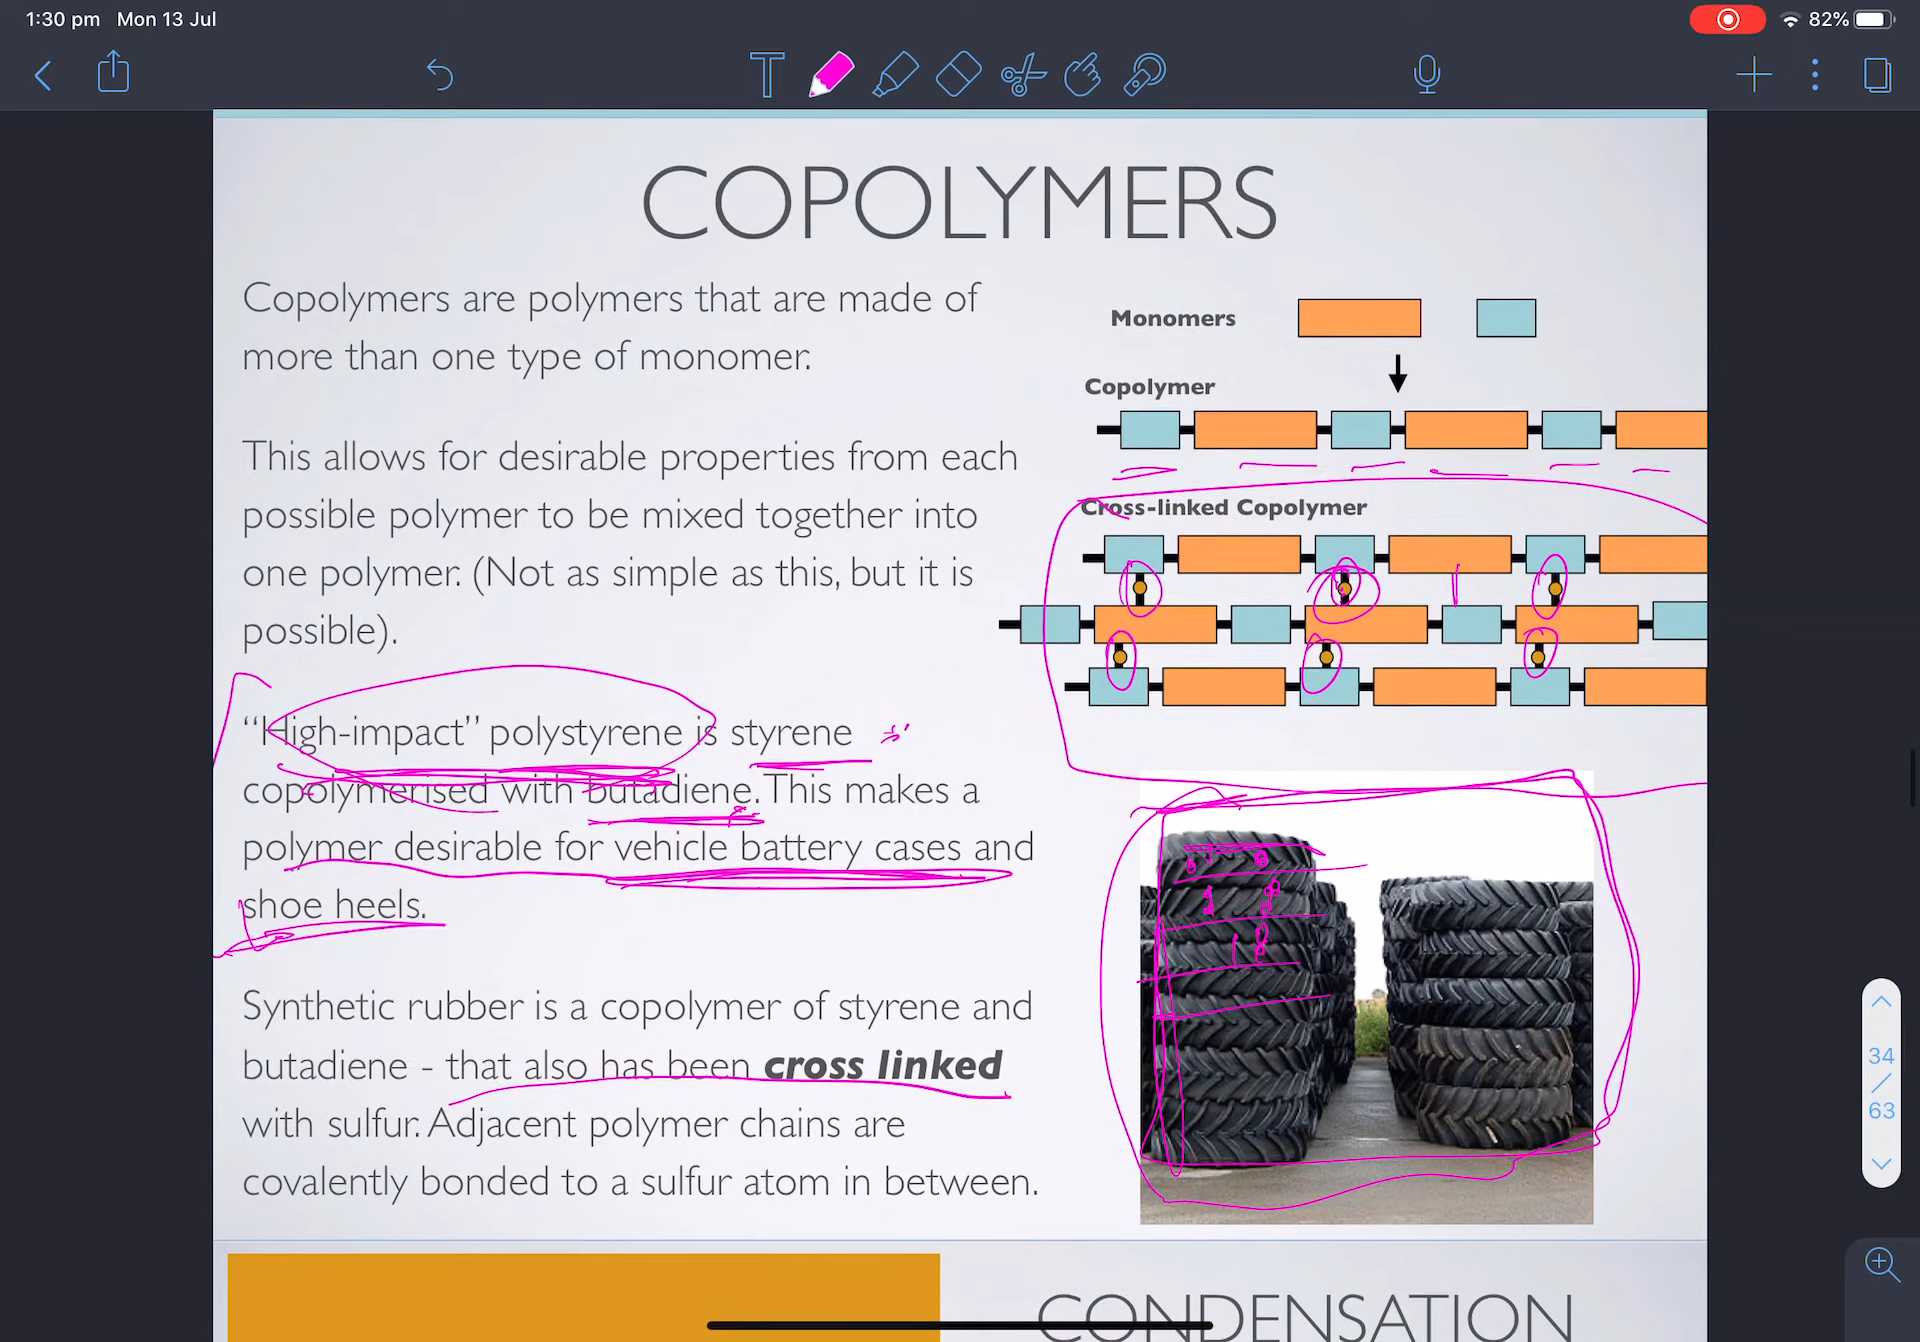 1:30 pm Mon 13 Jul
82%
COPOLYMERS
Copolymers are polymers that are made of
more than one type of monomer.
This allows for desirable properties from each
possible polymer to be mixed together into
one polymer. (Not as simple as this, but it is
possible).
“High-impact” polystyrene is styrene
copolymerised with butadiene. This makes a
polymer desirable for vehicle battery cases and
shoe heels.
Synthetic rubber is a copolymer of styrene and
butadiene - that also has been cross linked
with sulfur. Adjacent polymer chains are
covalently bonded to a sulfur atom in between.
Monomers
Copolymer
Cross-linked Copolymer
34
/
63
CONDENSATION